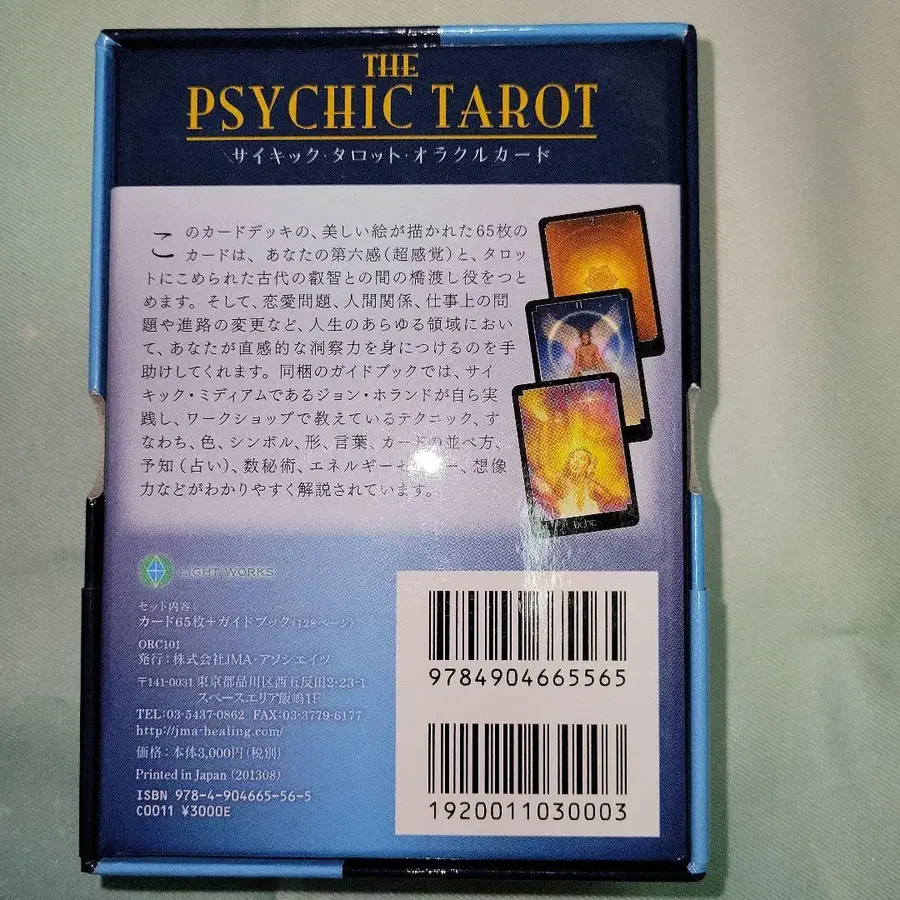 THE
PSYCHIC TAROT
サイキック・タロット・オラクルカード
このカードデッキの、美しい絵が描かれた65枚の
カードは、あなたの第六感(超感覚)と、タロッ
トにこめられた古代の叡智との間の橋渡し役をつと
めます。そして、恋愛問題、人間関係、仕事上の問
題や進路の変更など、人生のあらゆる領域におい
て、あなたが直感的な洞察力を身につけるのを手
助けしてくれます。同梱のガイドブックでは、サイ
キック・ミディアムであるジョン・ホランドが自ら実
践し、ワークショップで教えているテクニック、す
なわち、色、シンボル、形、言葉、カードの並べ方、
予知(占い)、数秘術、エネルギーセ、想像
力などがわかりやすく解説されています。
2
11
19
LIGHT WORKS
セット内容:
カード65枚+ガイドブック(128ページ)
ORC101
発行:株式会社JMA・アソシエイツ
〒141-0031 東京都品川区西五反田2-23-1
スペースエリア飯嶋1F
TEL:03-5437-0862 FAX:03-3779-6177
http://jma-healing.com/
価格:本体3,000円(税別)
Printed in Japan (201308)
ISBN 978-4-904665-56-5
C0011 ¥3000E
9784904665565
1920011030003